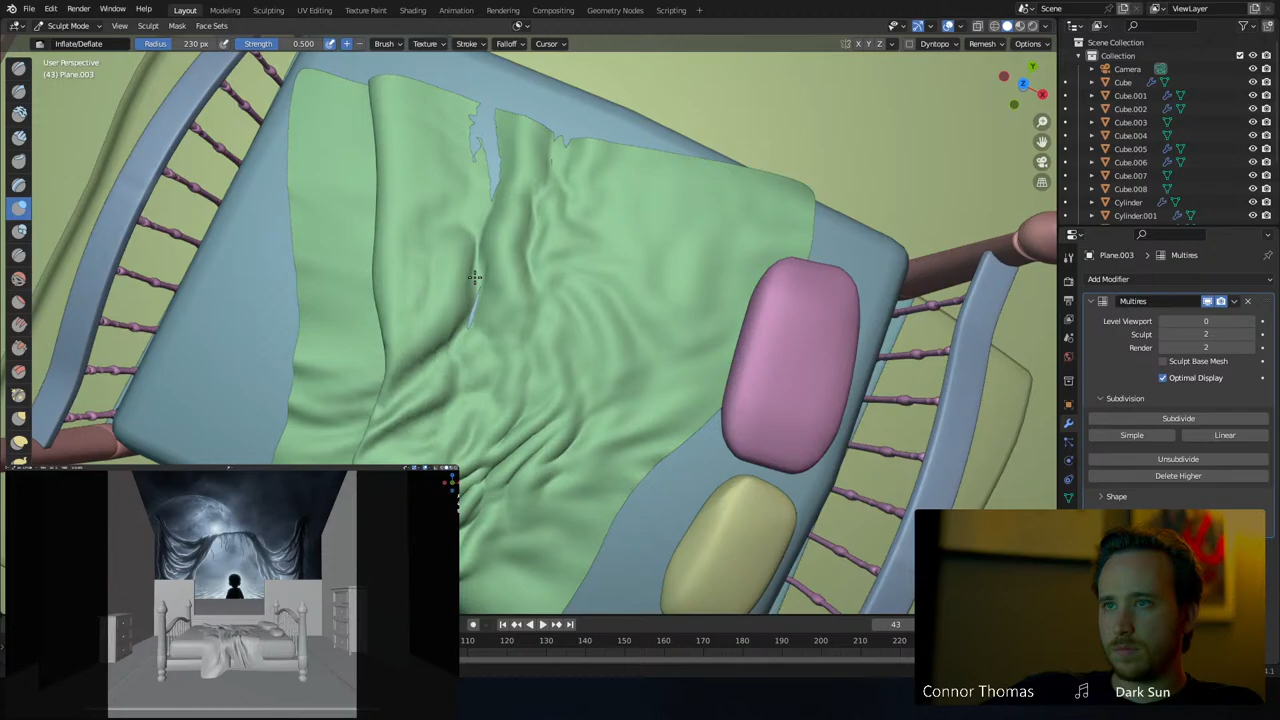 File Edit Render Window Help Layout Modeling Sculpting UV Editing Texture Paint Shading Animation Rendering Compositing Geometry Nodes Scripting + Scene ViewLayer
Sculpt Mode View Sculpt Mask Face Sets
Inflate/Deflate Radius 230 px Strength 0.500 Brush Texture Stroke Falloff Cursor X Y Z Dyntopo Remesh Options
User Perspective
(43) Plane.003
Y
Z
X
Scene Collection
Collection
Camera
Cube
Cube.001
Cube.002
Cube.003
Cube.004
Cube.005
Cube.006
Cube.007
Cube.008
Cylinder
Cylinder.001
Plane.003 Multires
Add Modifier
Multires
Level Viewport 0
Sculpt 2
Render 2
Sculpt Base Mesh
Optimal Display
Subdivision
Subdivide
Simple Linear
Unsubdivide
Delete Higher
Shape
43
110 120 130 140 150 160 170 180 190 200 210 220
Connor Thomas Dark Sun